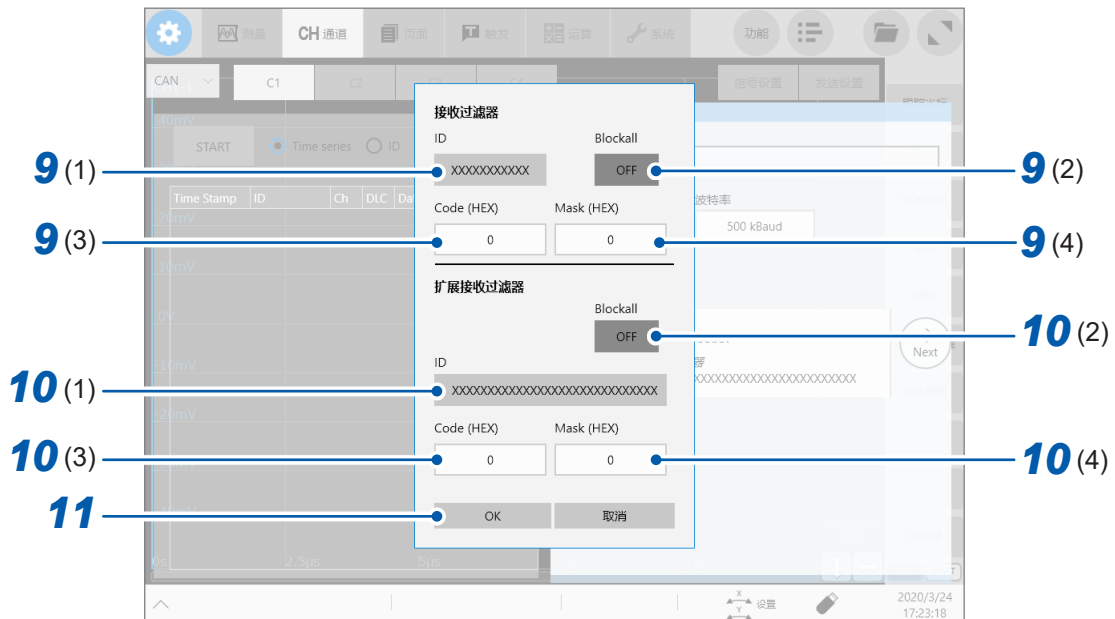 测量
CH 通道
页面
触发
运算
系统
功能
CAN
C1
C2
信号设置
发送设置
接收过滤器
40mV
ID
Blockall
START
Time series
ID
9 (1)
XXXXXXXXXXX
OFF
9 (2)
Time Stamp
ID
Ch
DLC
Da
Code (HEX)
Mask (HEX)
波特率
20mV
500 kBaud
9 (3)
0
0
9 (4)
10mV
扩展接收过滤器
Blockall
0V
OFF
10 (2)
Next
ID
器
-10mV
10 (1)
XXXXXXXXXXXXXXXXXXXXXXXXXXXXX
XXXXXXXXXXXXXXXXXXXXXXX
-20mV
Code (HEX)
Mask (HEX)
10 (3)
0
0
10 (4)
11
OK
取消
0s
2.5μs
5μs
X
Y
设置
2020/3/24
17:23:18